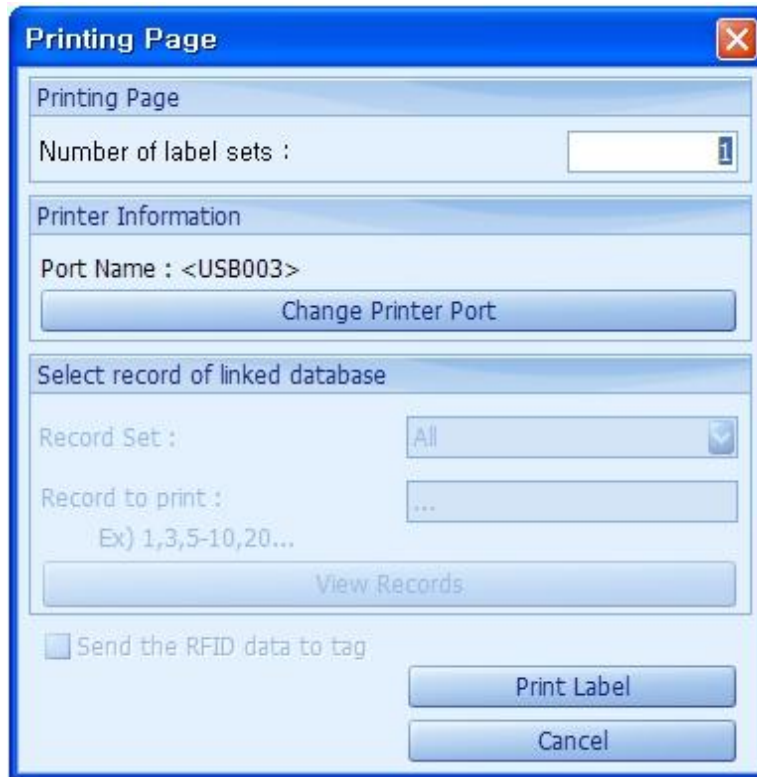 Printing Page
Printing Page
Number of label sets : 1
Printer Information
Port Name : <USB003>
Change Printer Port
Select record of linked database
Record Set : All
Record to print : ...
Ex) 1,3,5-10,20...
View Records
Send the RFID data to tag
Print Label
Cancel